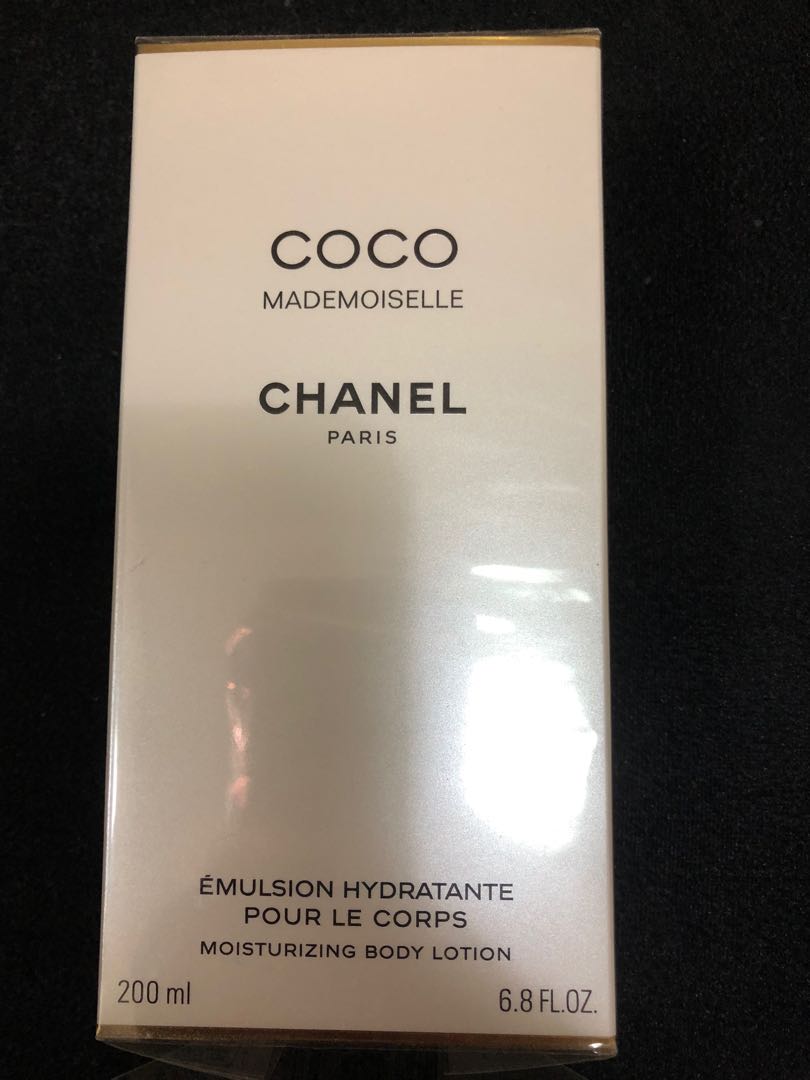 COCO
MADEMOISELLE
CHANEL
PARIS
ÉMULSION HYDRATANTE
POUR LE CORPS
MOISTURIZING BODY LOTION
200 ml 6.8 FL.OZ.